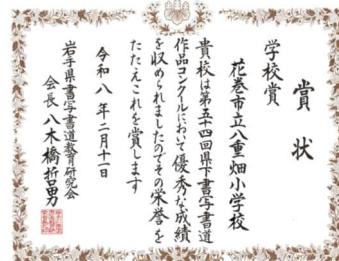 賞状
学校賞
花巻市立八重畑小学校
貴校は第五十四回県下書写書道
作品コンクールにおいて優秀な成績
を収められましたのでその栄誉を
たたえこれを賞します
令和八年二月十一日
岩手県書写書道教育研究会
会長八木橋哲男